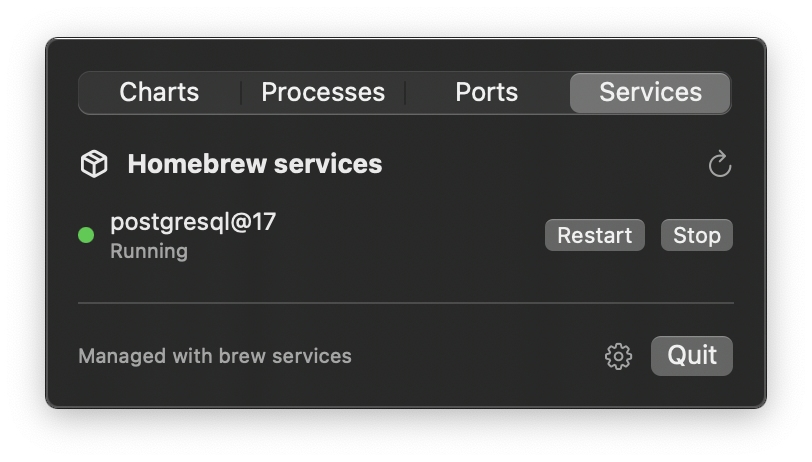 Charts Processes Ports Services
Homebrew services
postgresql@17
Running
Restart Stop
Managed with brew services
Quit